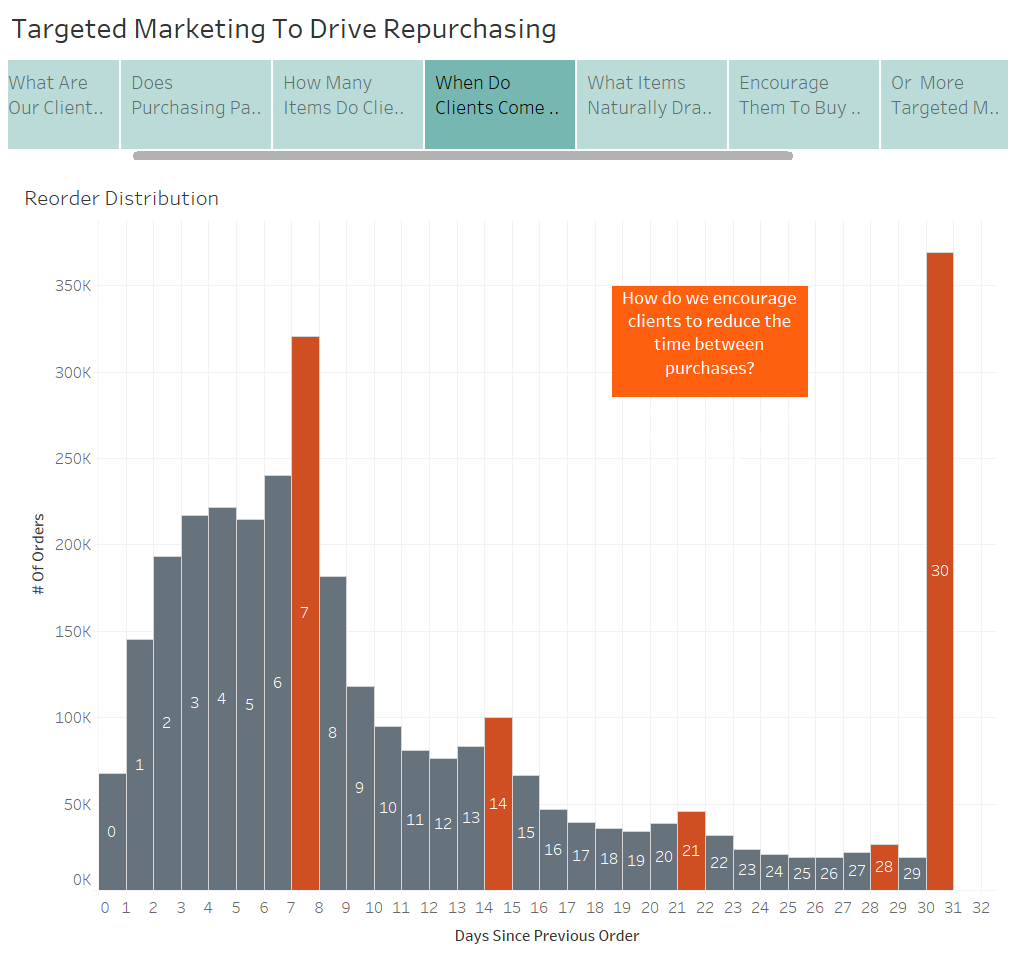 Targeted Marketing To Drive Repurchasing
What Are
Our Client..
Does
Purchasing Pa..
How Many
Items Do Clie..
When Do
Clients Come ..
What Items
Naturally Dra..
Encourage
Them To Buy ..
Or More
Targeted M..
Reorder Distribution
How do we encourage
clients to reduce the
time between
purchases?
# Of Orders
350K
300K
250K
200K
150K
100K
50K
0K
0
1
2
3
4
5
6
7
8
9
10
11
12
13
14
15
16
17
18
19
20
21
22
23
24
25
26
27
28
29
30
0 1 2 3 4 5 6 7 8 9 10 11 12 13 14 15 16 17 18 19 20 21 22 23 24 25 26 27 28 29 30 31 32
Days Since Previous Order